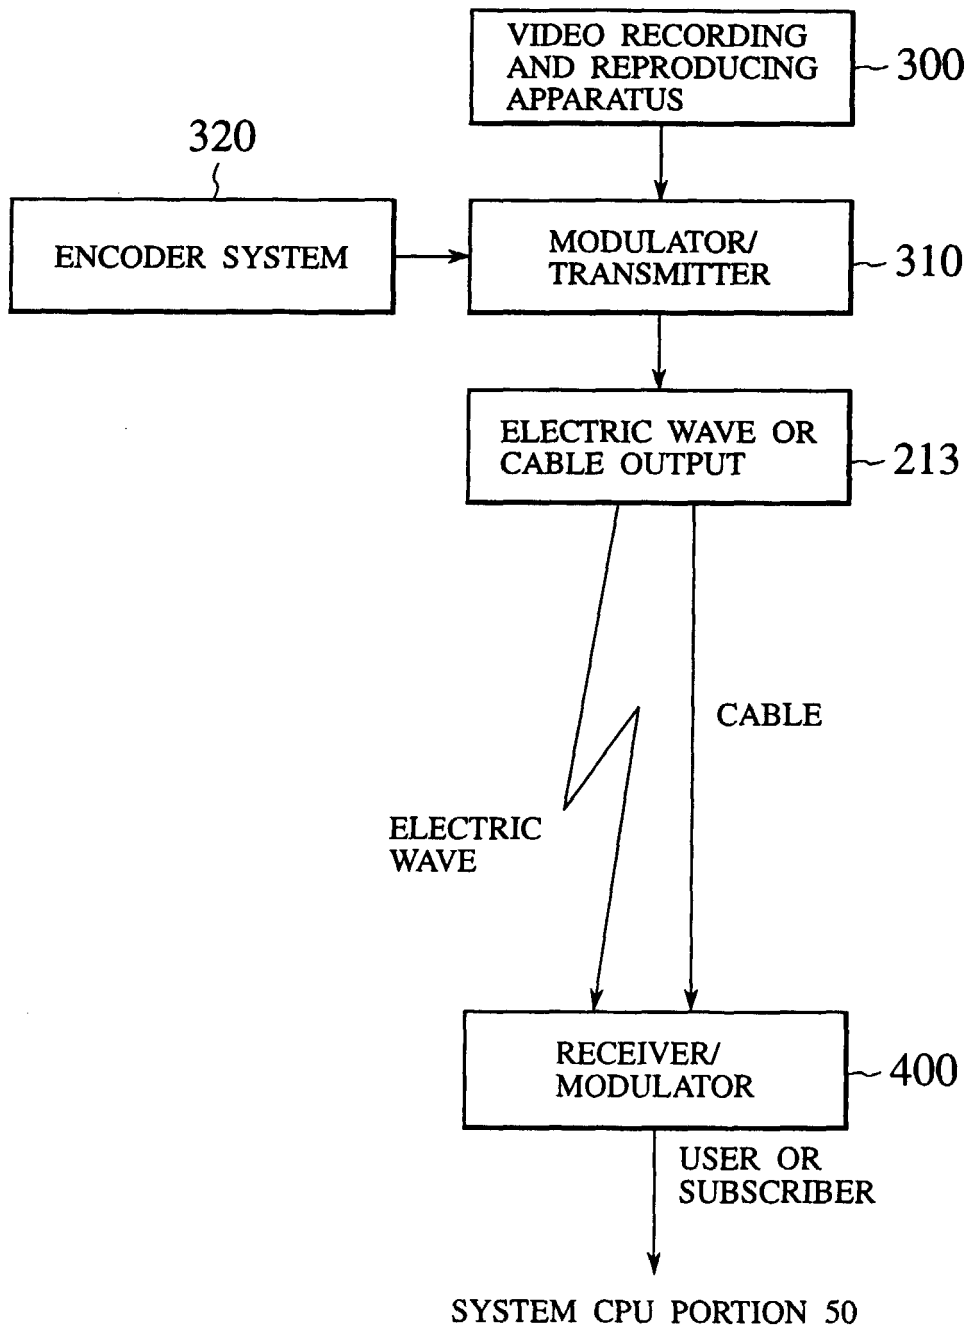 VIDEO RECORDING
AND REPRODUCING
APPARATUS
300
320
ENCODER SYSTEM
MODULATOR/
TRANSMITTER
310
ELECTRIC WAVE OR
CABLE OUTPUT
213
CABLE
ELECTRIC
WAVE
RECEIVER/
MODULATOR
400
USER OR
SUBSCRIBER
SYSTEM CPU PORTION 50